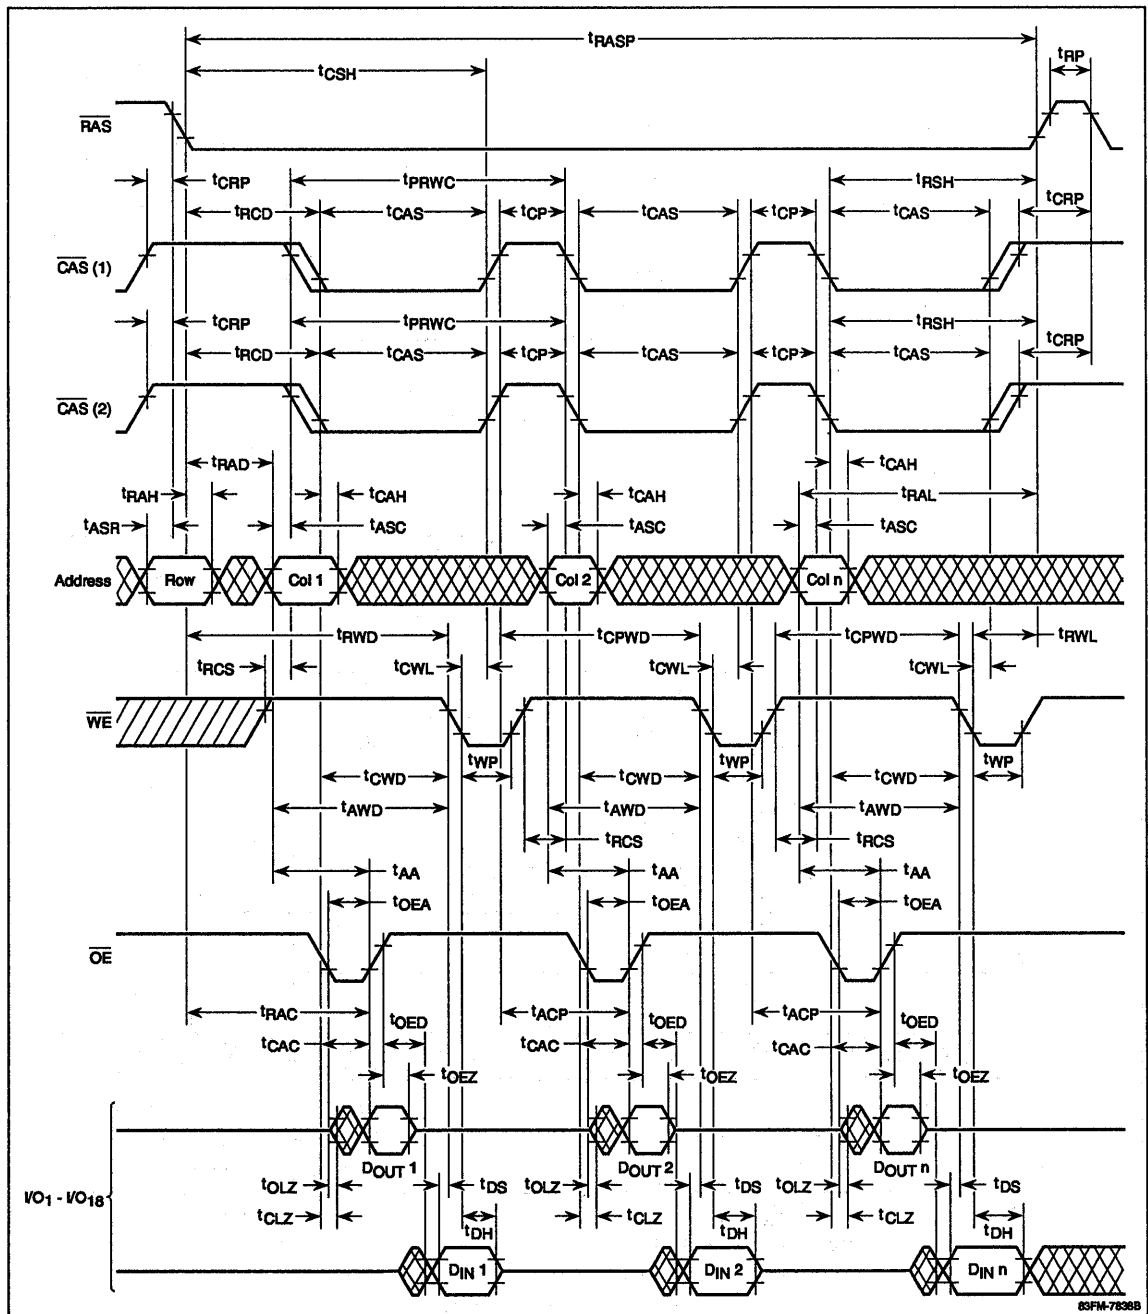 tRASP
tCSH
tRP
RAS
tCRP
tPRWC
tRSH
tRCD
tCAS
tCP
tCAS
tCP
tCAS
tCRP
CAS (1)
tCRP
tPRWC
tRSH
tRCD
tCAS
tCP
tCAS
tCP
tCAS
tCRP
CAS (2)
tRAD
tCAH
tRAH
tCAH
tCAH
tRAL
tASR
tASC
tASC
tASC
Address
Row
Col 1
Col 2
Col n
tRWD
tCPWD
tCPWD
tRWL
tRCS
tCWL
tCWL
tCWL
WE
tWP
tWP
tWP
tCWD
tCWD
tCWD
tAWD
tAWD
tAWD
tRCS
tRCS
tAA
tAA
tAA
tOEA
tOEA
tOEA
OE
tRAC
tOED
tACP
tOED
tACP
tOED
tCAC
tCAC
tCAC
tOEZ
tOEZ
tOEZ
DOUT 1
DOUT 2
DOUT n
I/O1 - I/O18
tOLZ
tDS
tOLZ
tDS
tOLZ
tDS
tCLZ
tCLZ
tCLZ
tDH
tDH
tDH
DIN 1
DIN 2
DIN n
83FM-7838B